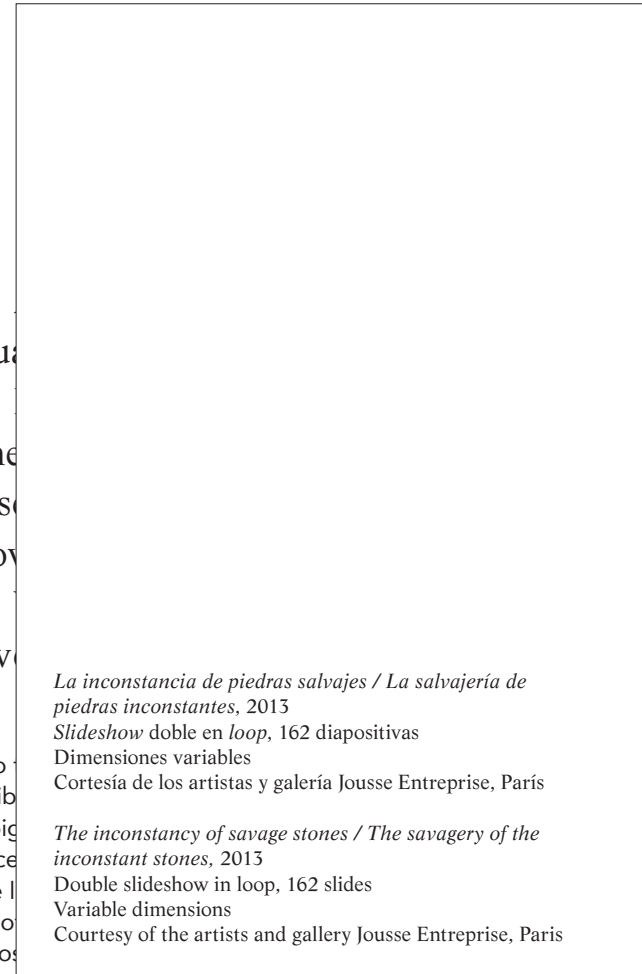 La inconstancia de piedras salvajes / La salvajería de
piedras inconstantes, 2013
Slideshow doble en loop, 162 diapositivas
Dimensiones variables
Cortesía de los artistas y galería Jousse Entreprise, París
The inconstancy of savage stones / The savagery of the
inconstant stones, 2013
Double slideshow in loop, 162 slides
Variable dimensions
Courtesy of the artists and gallery Jousse Entreprise, Paris